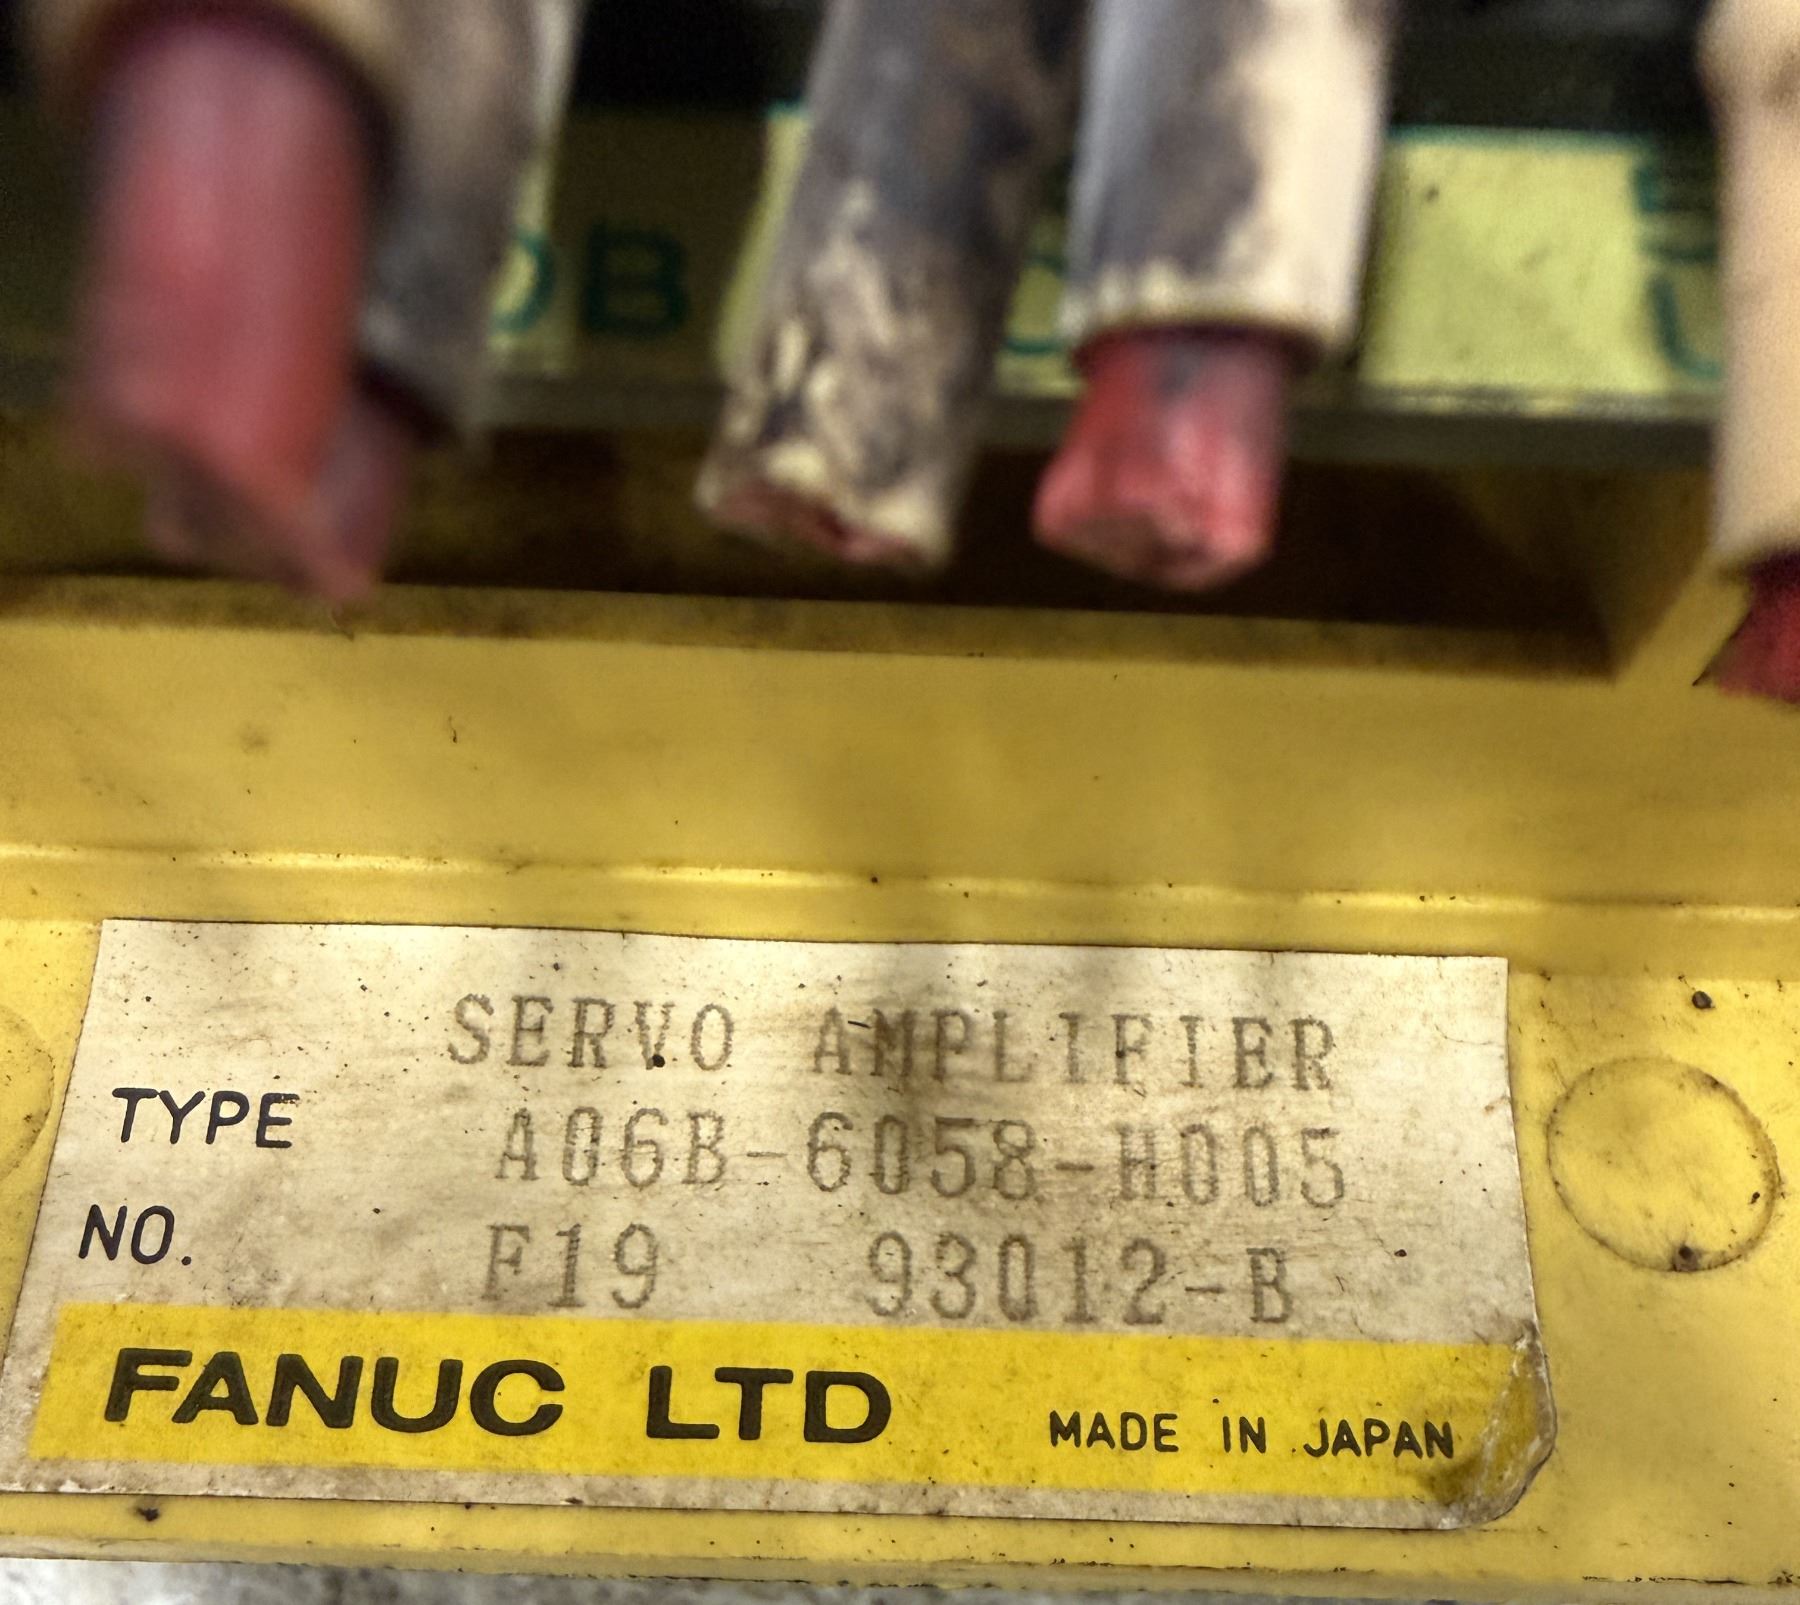 B
SERVO AMPLIFIER
TYPE A06B-6058-H005
NO. F19 93012-B
FANUC LTD MADE IN JAPAN